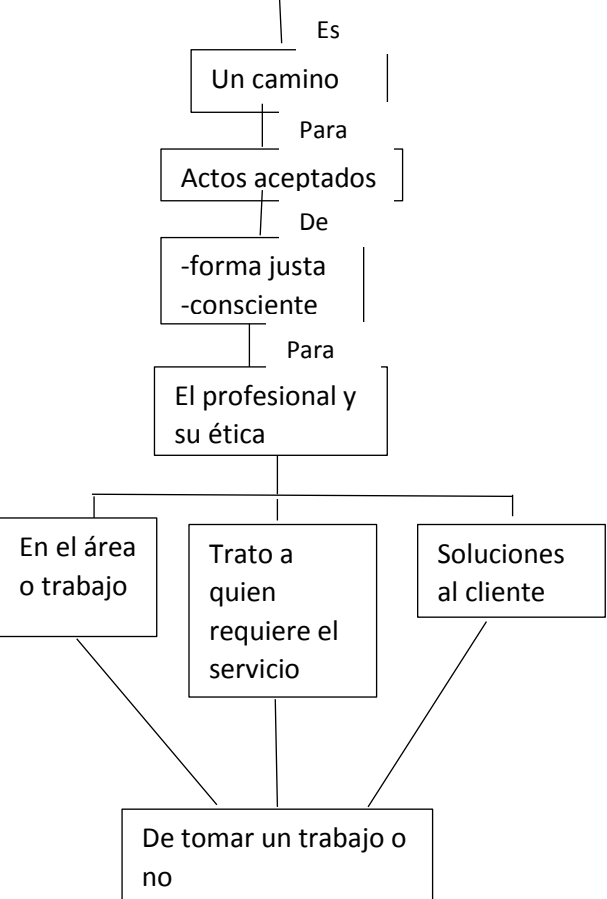 Es
Un camino
Para
Actos aceptados
De
-forma justa
-consciente
Para
El profesional y
su ética
En el área
o trabajo
Trato a
quien
requiere el
servicio
Soluciones
al cliente
De tomar un trabajo o
no